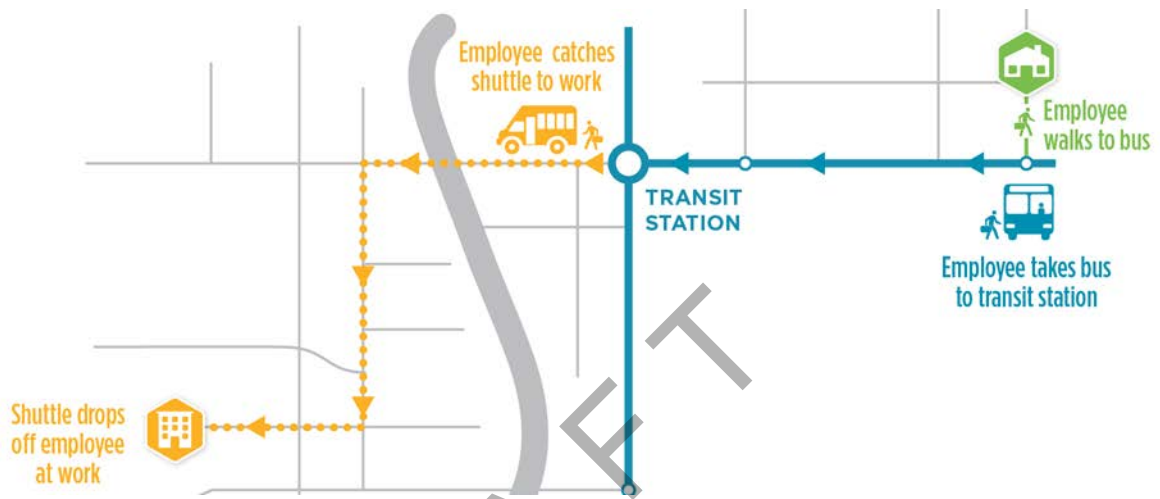 Employee catches
shuttle to work
Employee
walks to bus
TRANSIT
STATION
Employee takes bus
to transit station
Shuttle drops
off employee
at work
FT